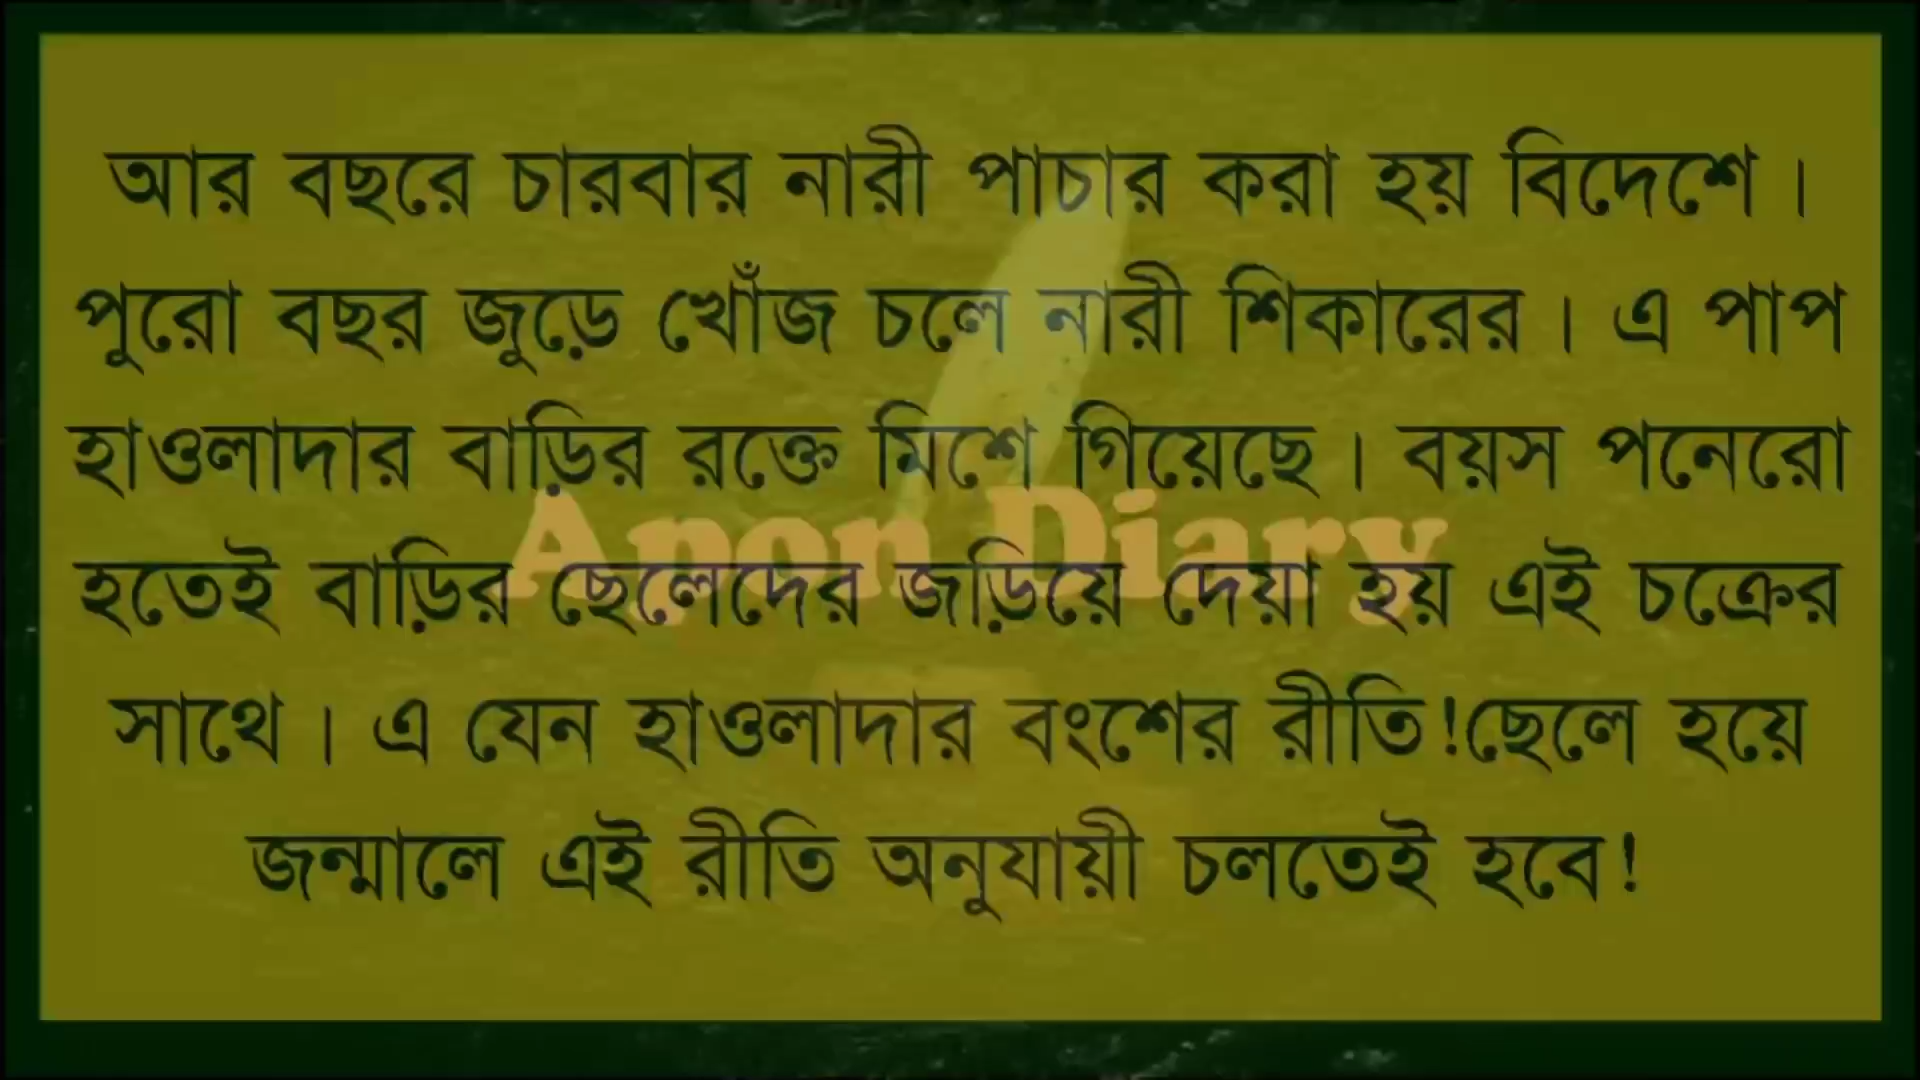 আর বছরে চারবার নারী পাচার করা হয় বিদেশে।
পুরো বছর জুড়ে খোঁজ চলে নারী শিকারের। এ পাপ
হাওলাদার বাড়ির রক্তে মিশে গিয়েছে। বয়স পনেরো
Apon Diary
হতেই বাড়ির ছেলেদের জড়িয়ে দেয়া হয় এই চক্রের
সাথে। এ যেন হাওলাদার বংশের রীতি!ছেলে হয়ে
জন্মালে এই রীতি অনুযায়ী চলতেই হবে!